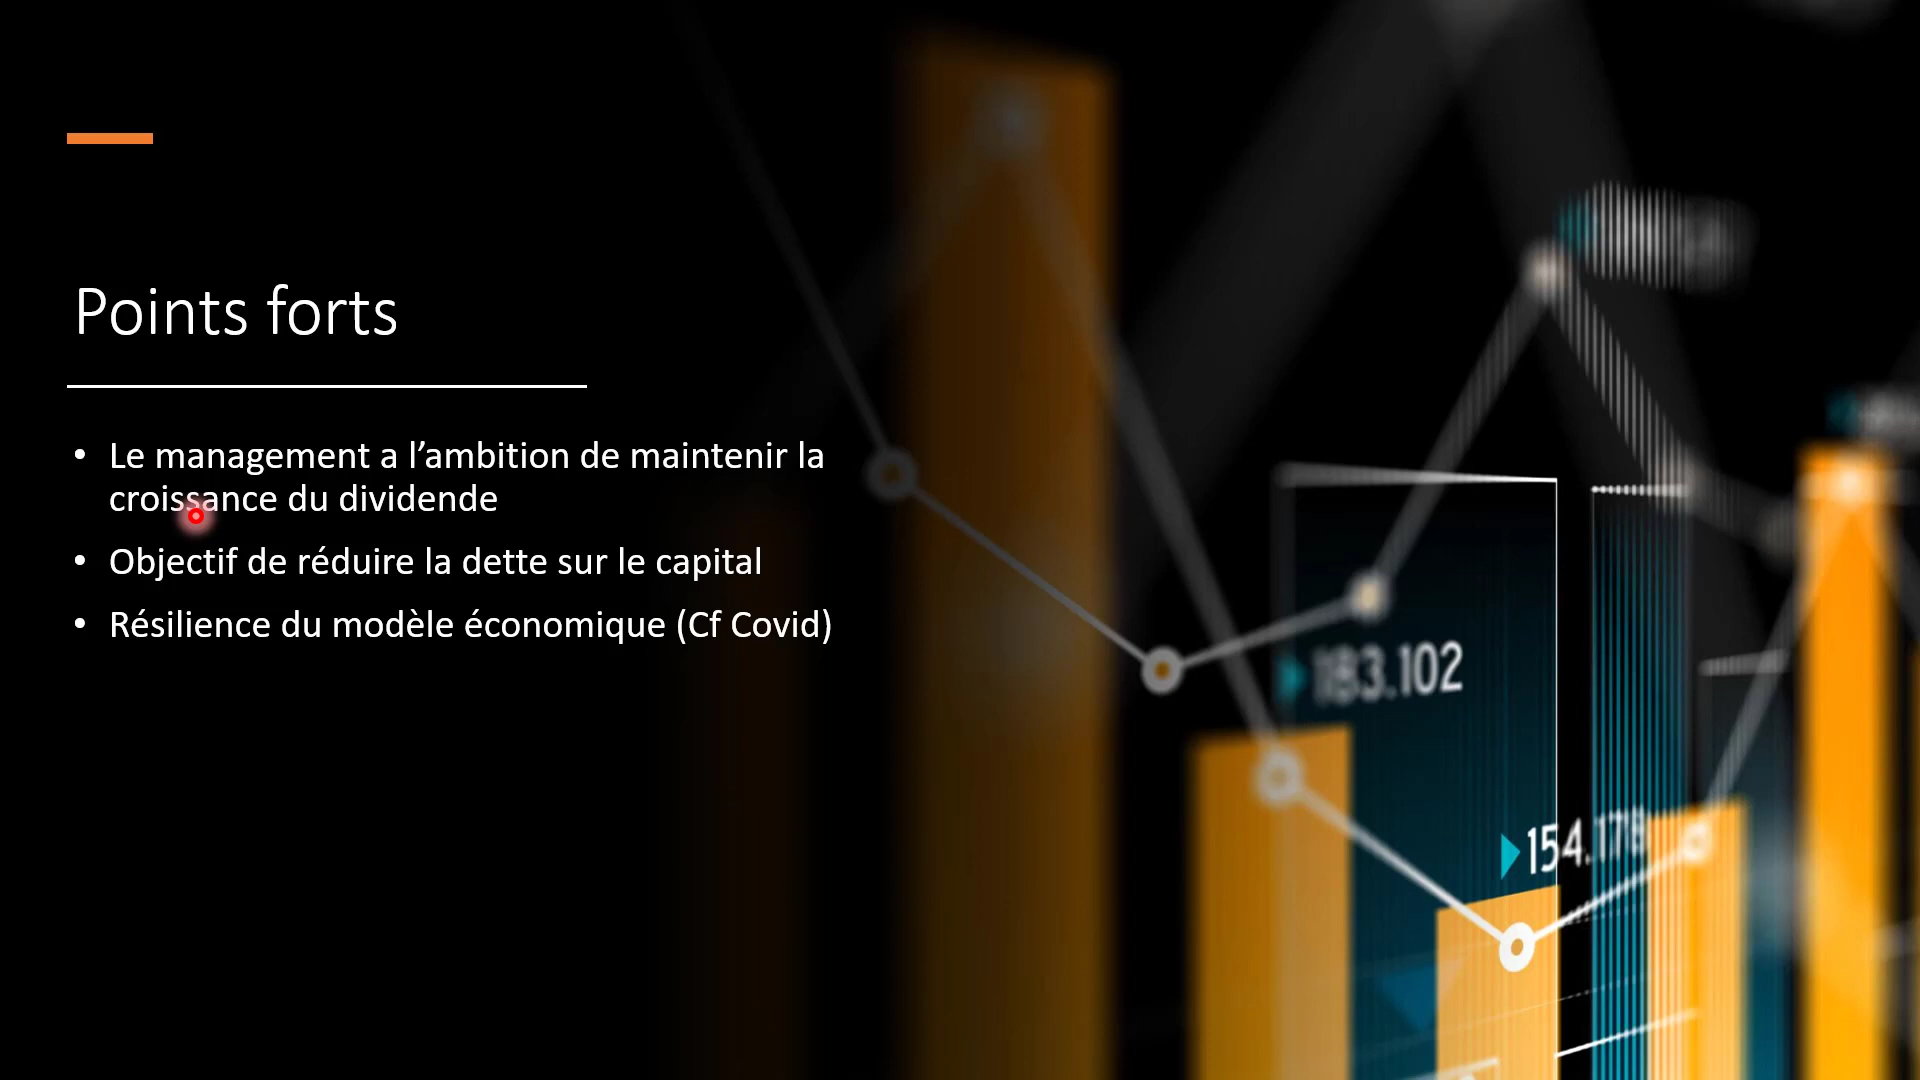 Points forts
• Le management a l’ambition de maintenir la
croissance du dividende
• Objectif de réduire la dette sur le capital
• Résilience du modèle économique (Cf Covid)
183.102
154.178